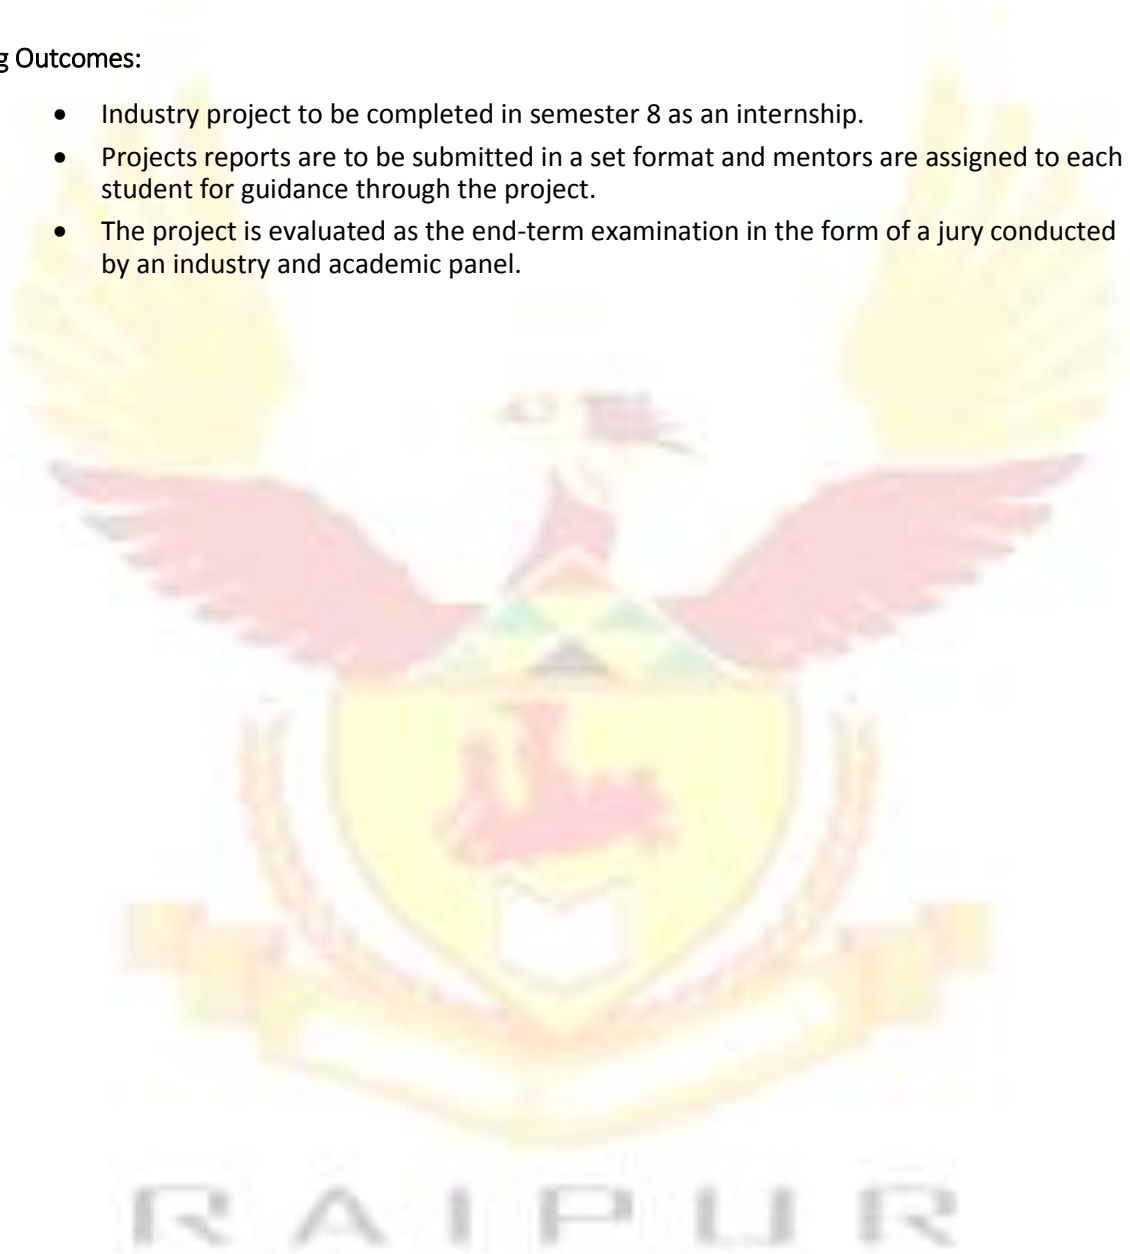 g Outcomes:
• Industry project to be completed in semester 8 as an internship.
• Projects reports are to be submitted in a set format and mentors are assigned to each
student for guidance through the project.
• The project is evaluated as the end-term examination in the form of a jury conducted
by an industry and academic panel.
RAIPUR